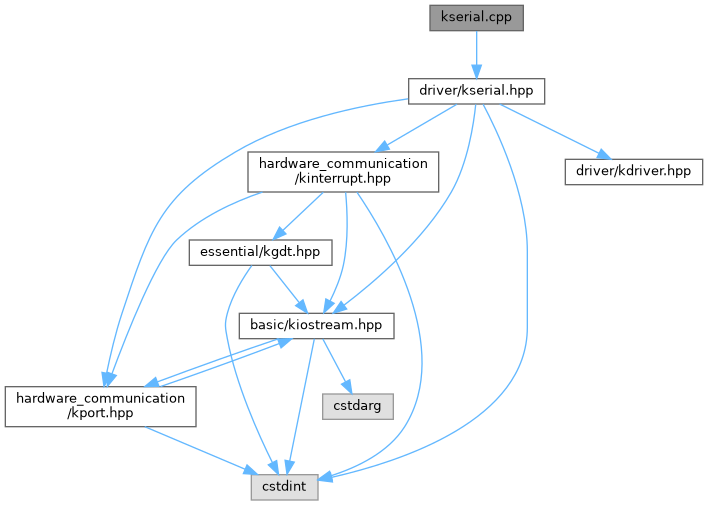 kserial.cpp
driver/kserial.hpp
hardware_communication
/kinterrupt.hpp
driver/kdriver.hpp
essential/kgdt.hpp
basic/kiostream.hpp
hardware_communication
/kport.hpp
cstdarg
cstdint